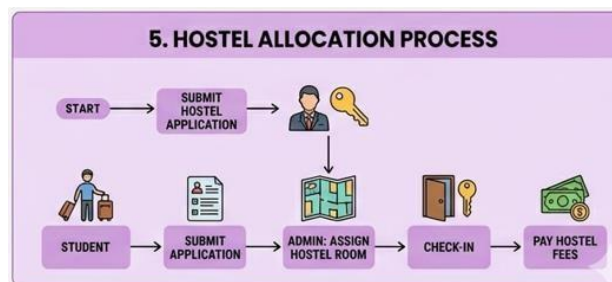 5. HOSTEL ALLOCATION PROCESS
START
SUBMIT
HOSTEL
APPLICATION
STUDENT
SUBMIT
APPLICATION
ADMIN: ASSIGN
HOSTEL ROOM
CHECK-IN
PAY HOSTEL
FEES